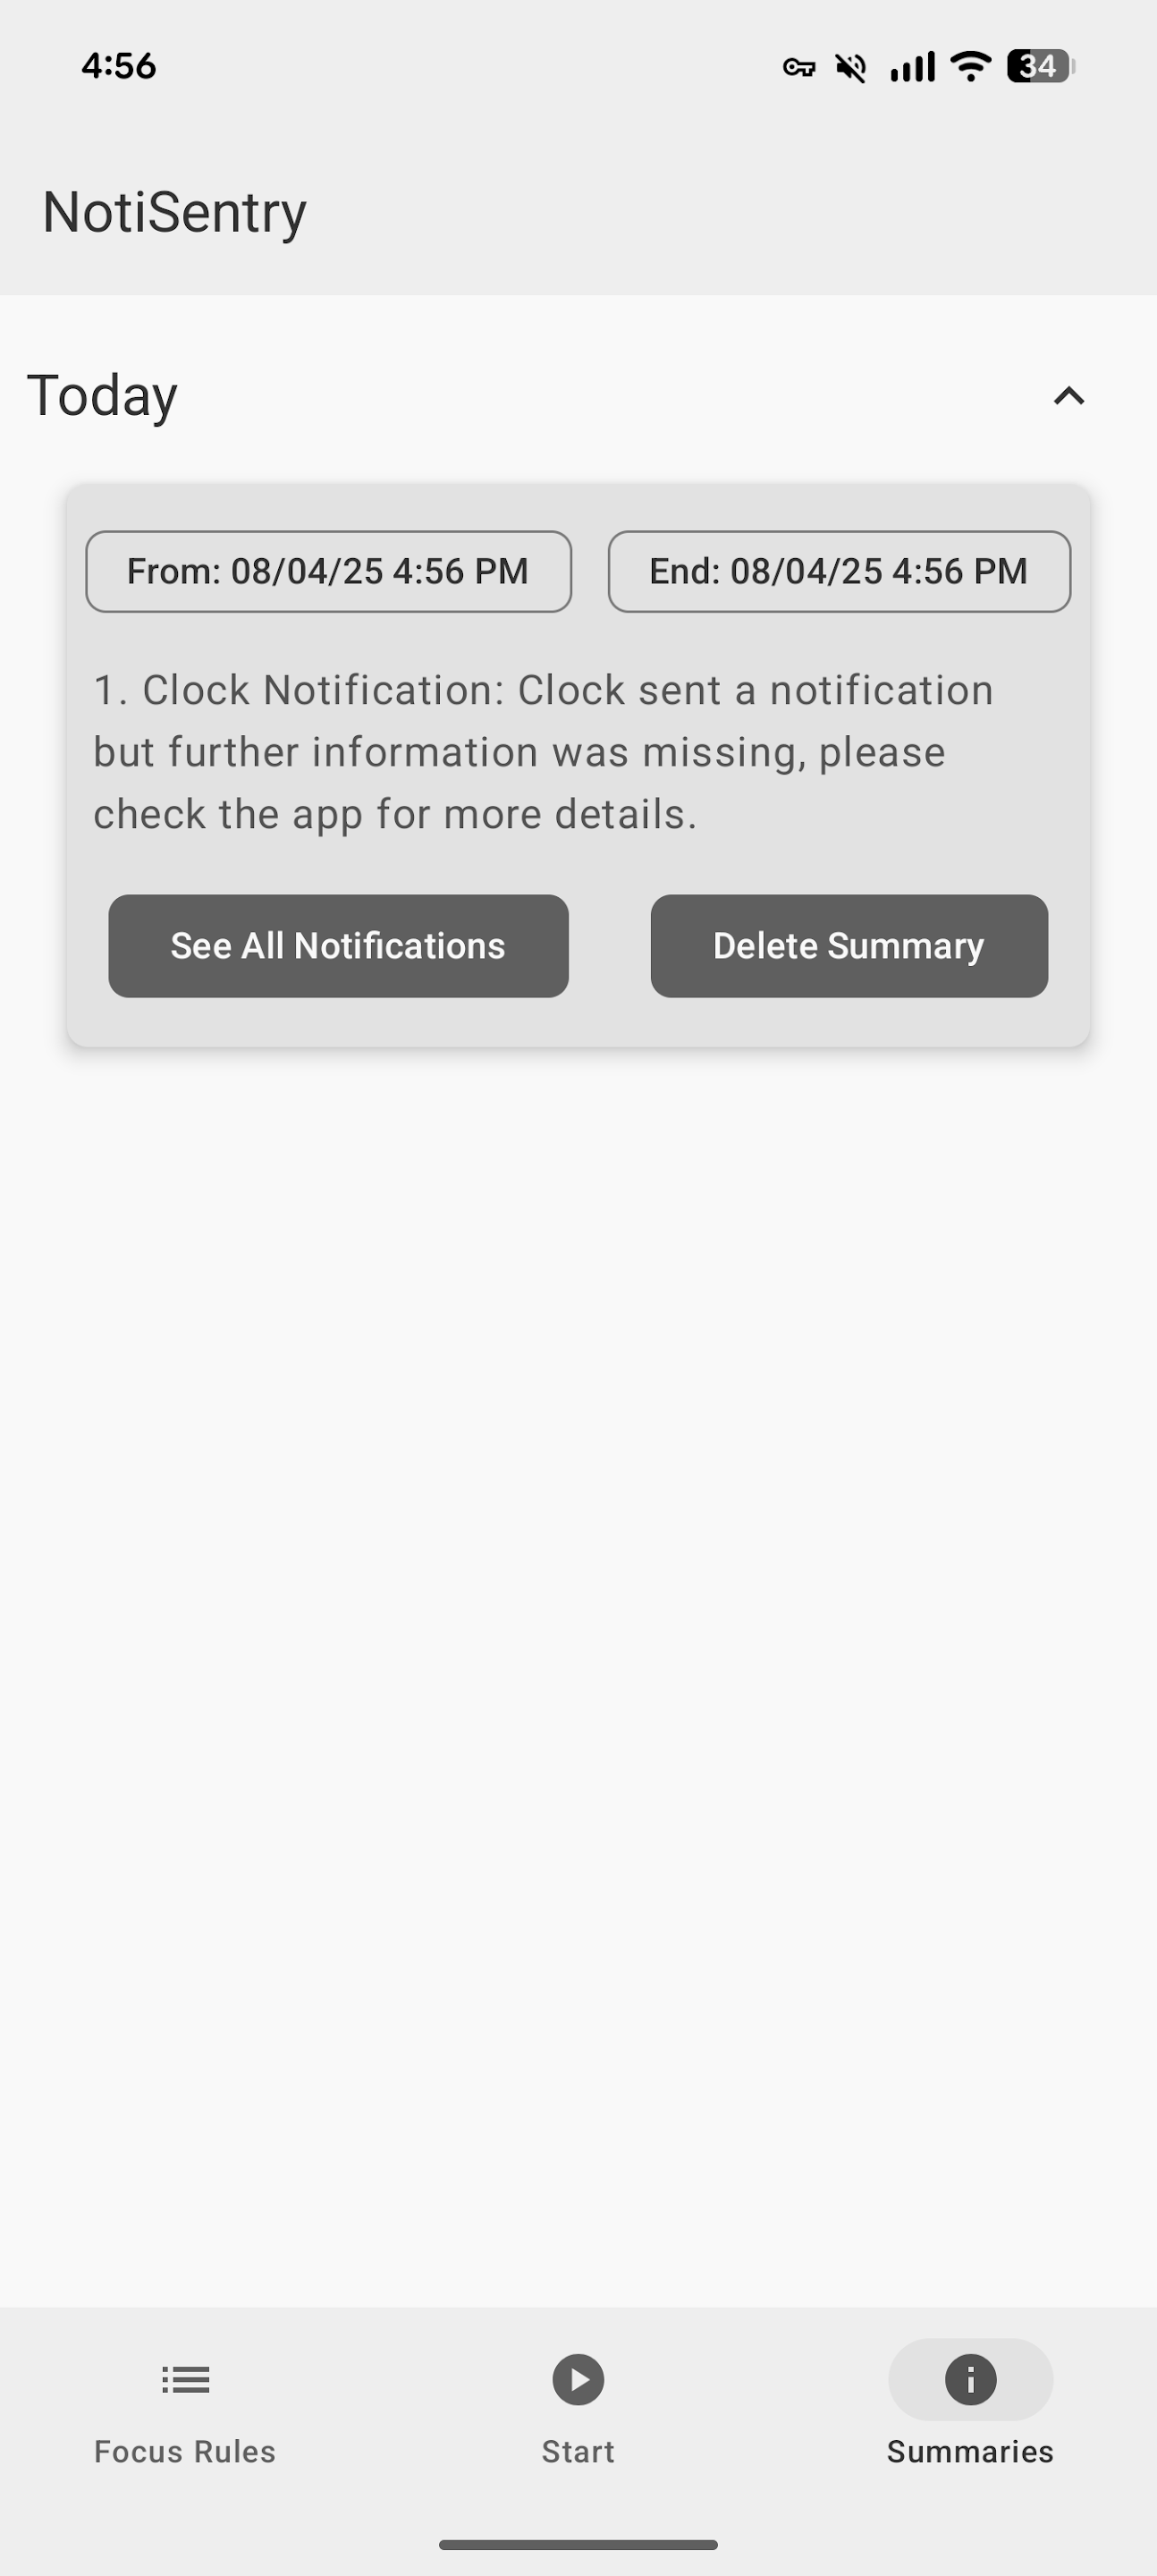 4:56
34
NotiSentry
Today
From: 08/04/25 4:56 PM
End: 08/04/25 4:56 PM
1. Clock Notification: Clock sent a notification
but further information was missing, please
check the app for more details.
See All Notifications
Delete Summary
Focus Rules
Start
Summaries